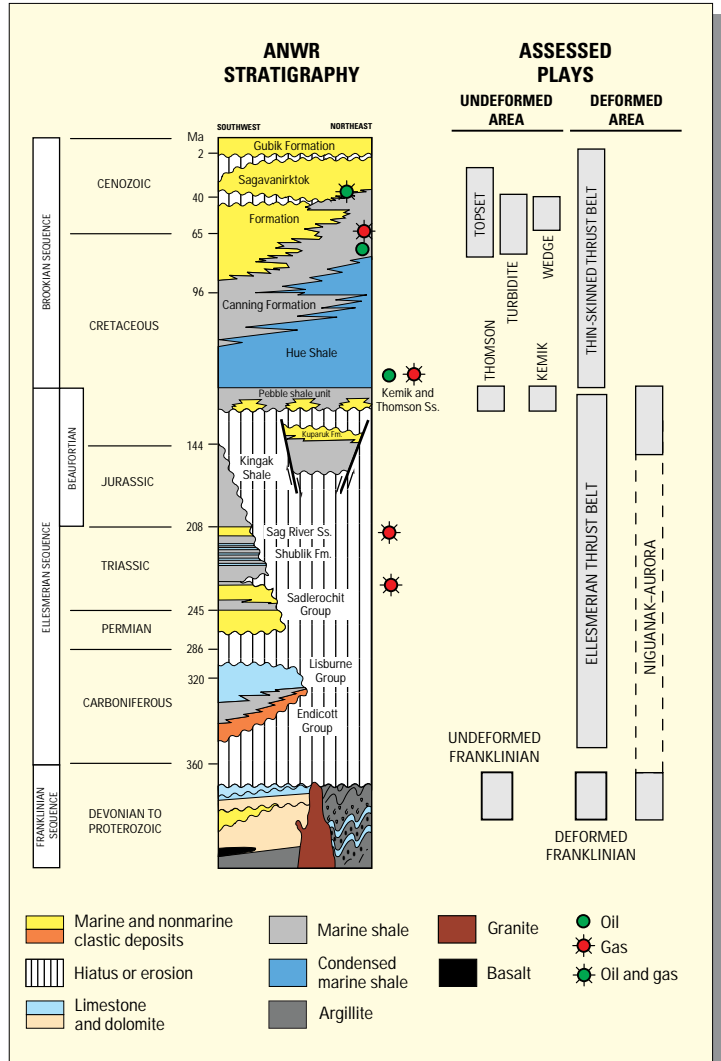 ANWR
STRATIGRAPHY
ASSESSED
PLAYS
UNDEFORMED
AREA
DEFORMED
AREA
SOUTHWEST
NORTHEAST
Ma
2
40
65
96
144
208
245
286
320
360
BROOKIAN SEQUENCE
ELLESMERIAN SEQUENCE
BEAUFORTIAN
FRANKLINIAN
SEQUENCE
CENOZOIC
CRETACEOUS
JURASSIC
TRIASSIC
PERMIAN
CARBONIFEROUS
DEVONIAN TO
PROTEROZOIC
Gubik Formation
Sagavanirktok
Formation
Canning Formation
Hue Shale
Pebble shale unit
Kemik and
Thomson Ss.
Kuparuk Fm.
Kingak
Shale
Sag River Ss.
Shublik Fm.
Sadlerochit
Group
Lisburne
Group
Endicott
Group
TOPSET
TURBIDITE
WEDGE
THOMSON
KEMIK
THIN-SKINNED THRUST BELT
ELLESMERIAN THRUST BELT
NIGUANAK–AURORA
UNDEFORMED
FRANKLINIAN
DEFORMED
FRANKLINIAN
Marine and nonmarine
clastic deposits
Hiatus or erosion
Limestone
and dolomite
Marine shale
Condensed
marine shale
Argillite
Granite
Basalt
Oil
Gas
Oil and gas